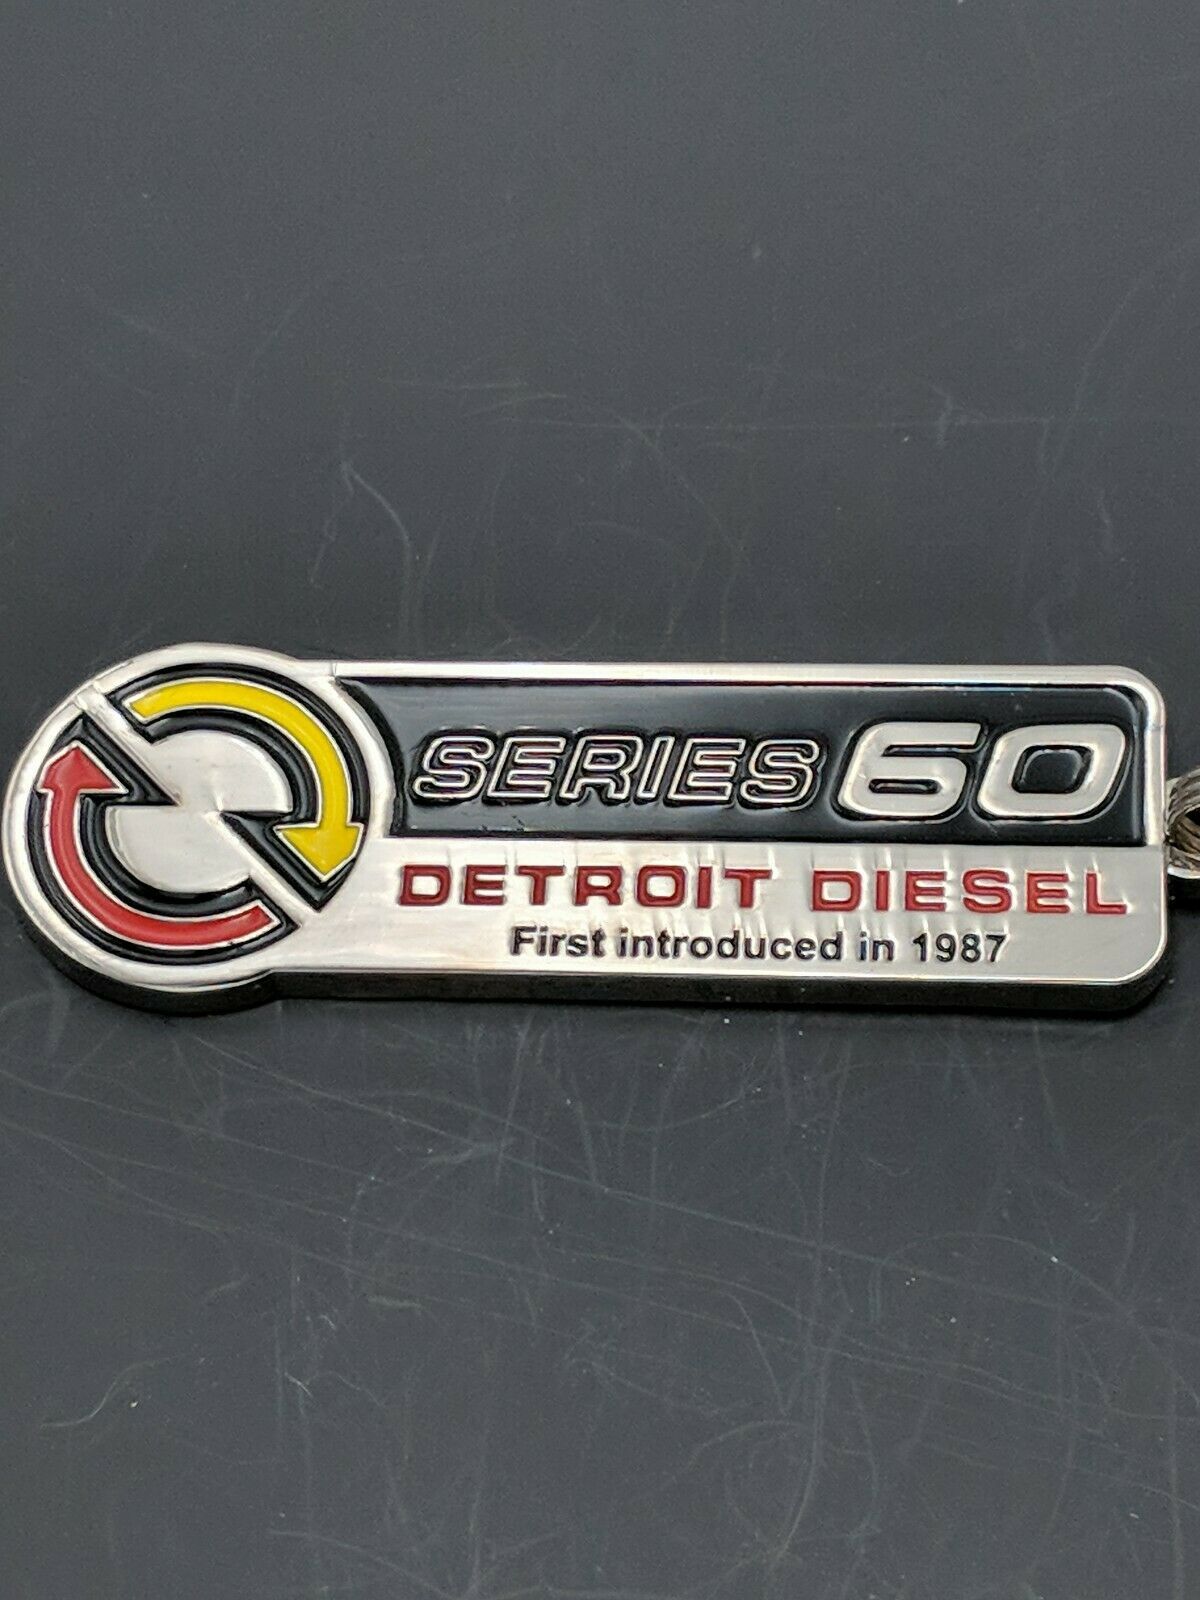 SERIES 60
DETROIT DIESEL
First introduced in 1987